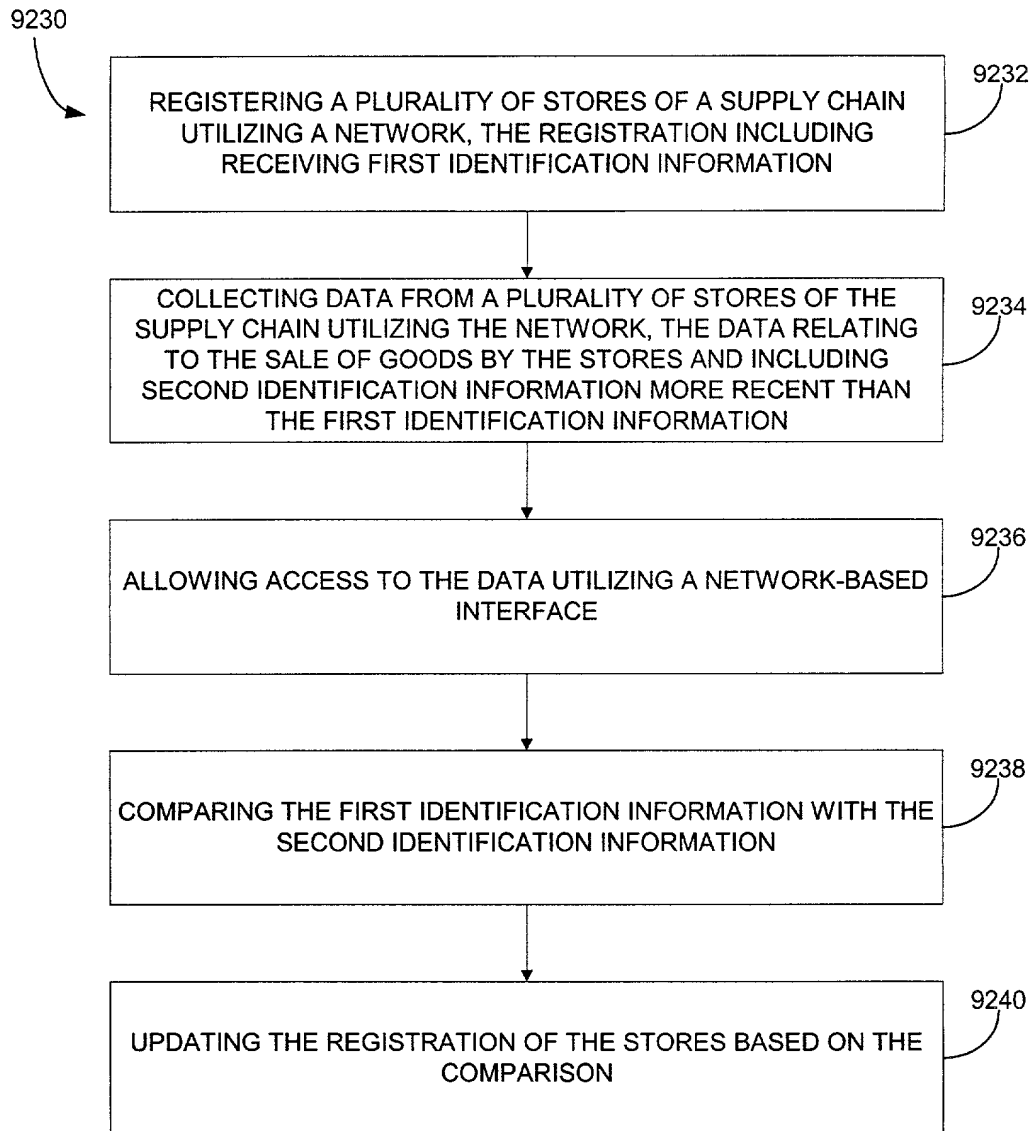 9230
9232
REGISTERING A PLURALITY OF STORES OF A SUPPLY CHAIN
UTILIZING A NETWORK, THE REGISTRATION INCLUDING
RECEIVING FIRST IDENTIFICATION INFORMATION
9234
COLLECTING DATA FROM A PLURALITY OF STORES OF THE
SUPPLY CHAIN UTILIZING THE NETWORK, THE DATA RELATING
TO THE SALE OF GOODS BY THE STORES AND INCLUDING
SECOND IDENTIFICATION INFORMATION MORE RECENT THAN
THE FIRST IDENTIFICATION INFORMATION
9236
ALLOWING ACCESS TO THE DATA UTILIZING A NETWORK-BASED
INTERFACE
9238
COMPARING THE FIRST IDENTIFICATION INFORMATION WITH THE
SECOND IDENTIFICATION INFORMATION
9240
UPDATING THE REGISTRATION OF THE STORES BASED ON THE
COMPARISON